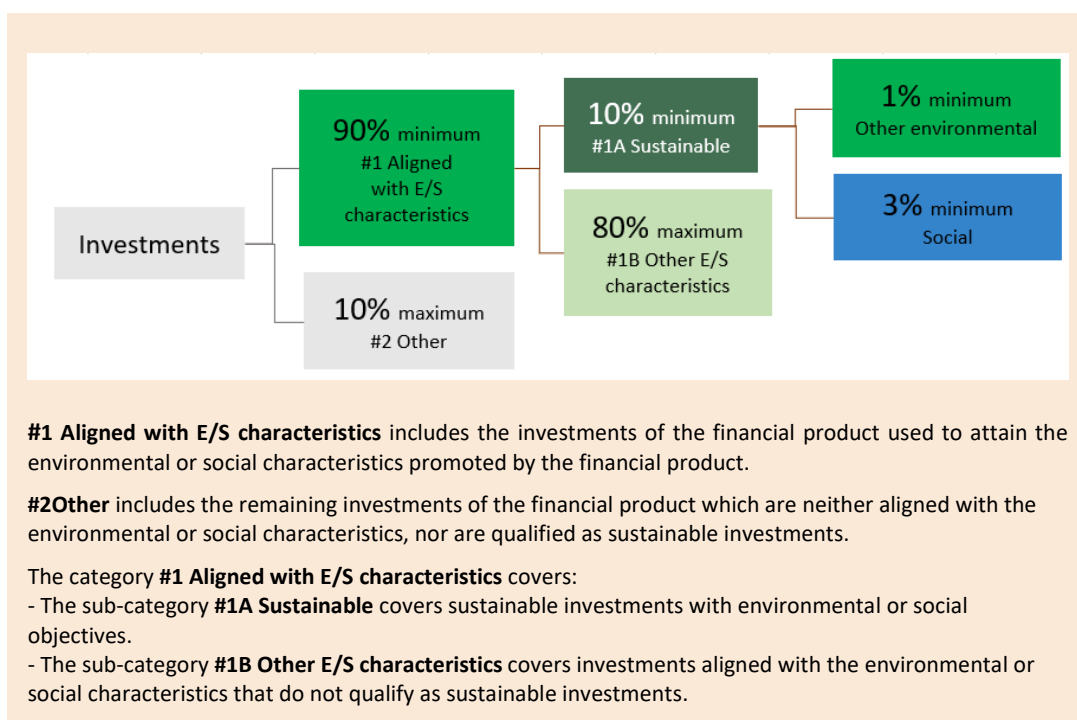 90% minimum
#1 Aligned
with E/S
characteristics
10% minimum
#1A Sustainable
1% minimum
Other environmental
3% minimum
Social
Investments
80% maximum
#1B Other E/S
characteristics
10% maximum
#2 Other
#1 Aligned with E/S characteristics includes the investments of the financial product used to attain the
environmental or social characteristics promoted by the financial product.
#2Other includes the remaining investments of the financial product which are neither aligned with the
environmental or social characteristics, nor are qualified as sustainable investments.
The category #1 Aligned with E/S characteristics covers:
- The sub-category #1A Sustainable covers sustainable investments with environmental or social
objectives.
- The sub-category #1B Other E/S characteristics covers investments aligned with the environmental or
social characteristics that do not qualify as sustainable investments.